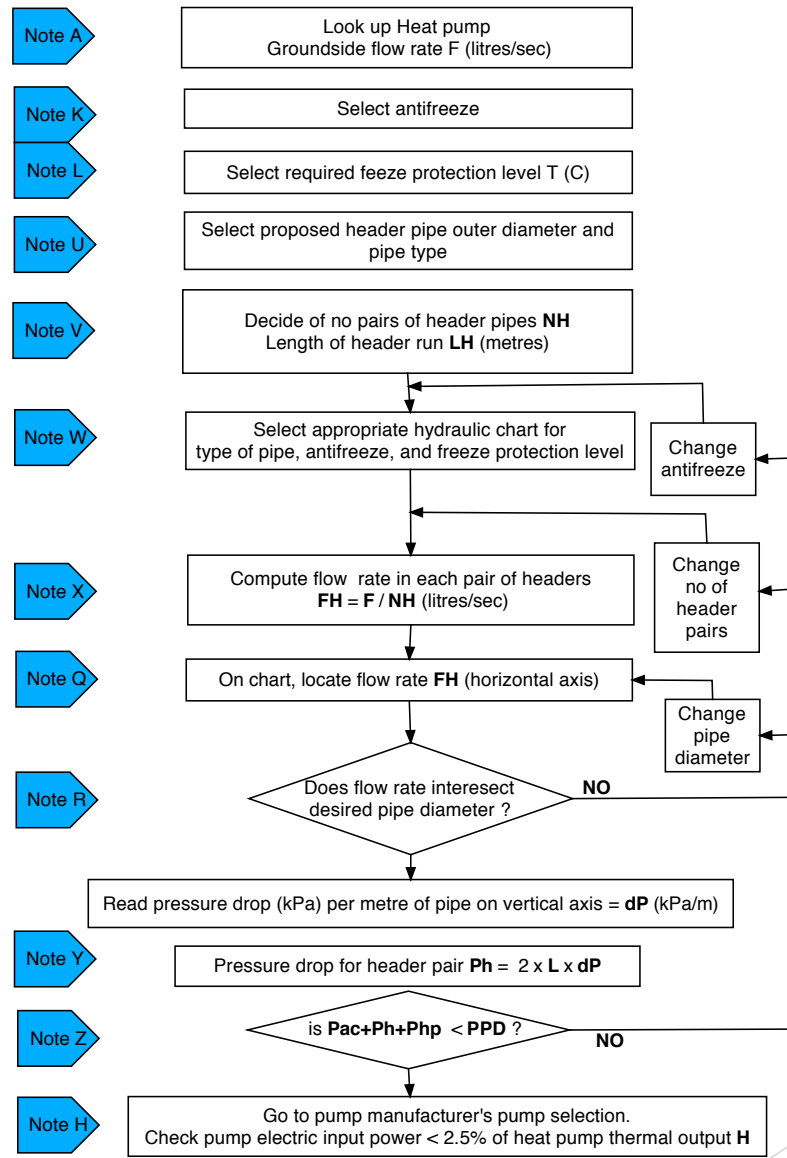 Note A
Look up Heat pump
Groundside flow rate F (litres/sec)
Note K
Select antifreeze
Note L
Select required feeze protection level T (C)
Note U
Select proposed header pipe outer diameter and
pipe type
Note V
Decide of no pairs of header pipes NH
Length of header run LH (metres)
Note W
Select appropriate hydraulic chart for
type of pipe, antifreeze, and freeze protection level
Change
antifreeze
Note X
Compute flow rate in each pair of headers
FH = F / NH (litres/sec)
Change
no of
header
pairs
Note Q
On chart, locate flow rate FH (horizontal axis)
Change
pipe
diameter
Note R
Does flow rate interesect
desired pipe diameter ?
NO
Read pressure drop (kPa) per metre of pipe on vertical axis = dP (kPa/m)
Note Y
Pressure drop for header pair Ph = 2 x L x dP
Note Z
is Pac+Ph+Php < PPD ?
NO
Note H
Go to pump manufacturer's pump selection.
Check pump electric input power < 2.5% of heat pump thermal output H